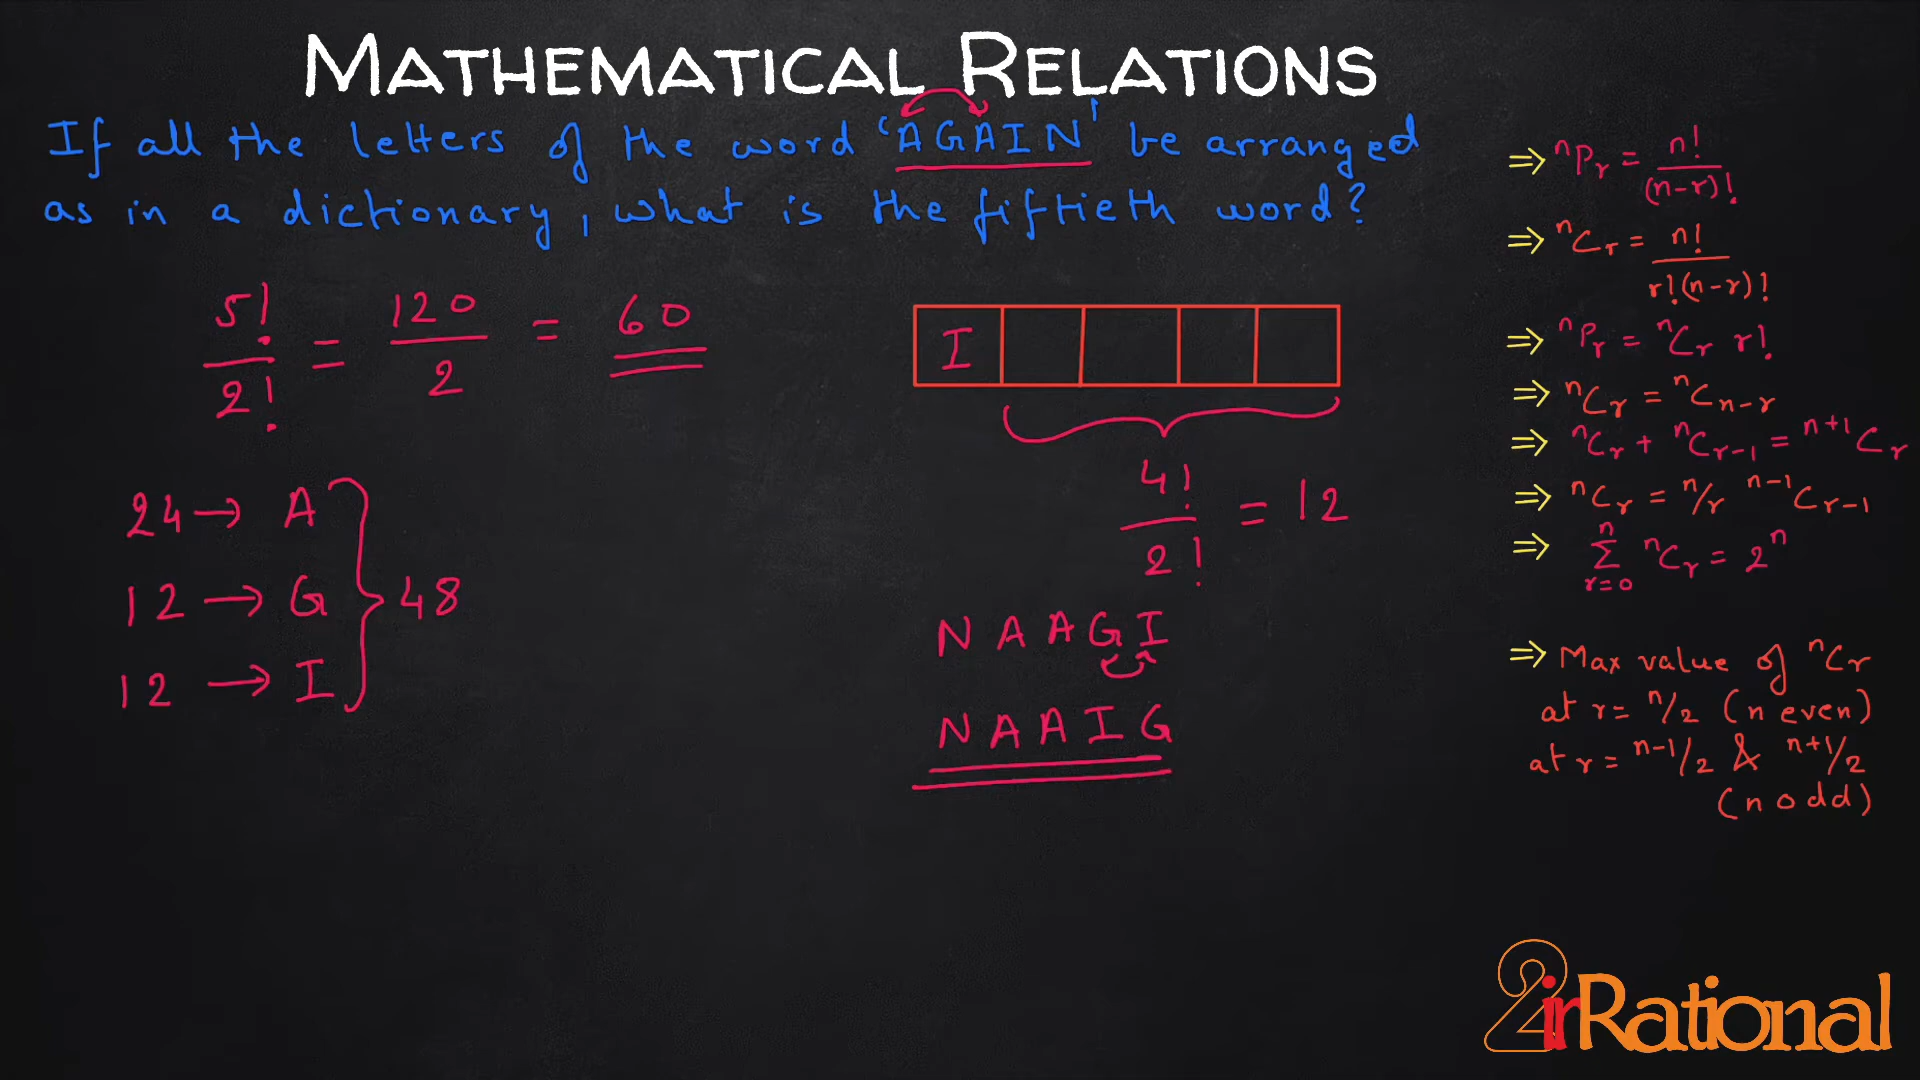 MATHEMATICAL RELATIONS
If all the letters of the word 'AGAIN' be arranged
as in a dictionary, what is the fiftieth word?
5!/2! = 120/2 = 60
24 → A
12 → G
12 → I
48
I
4!/2! = 12
NAAGI
NAAIG
⇒ ⁿPᵣ = n!/(n-r)!
⇒ ⁿCᵣ = n!/r!(n-r)!
⇒ ⁿPᵣ = ⁿCᵣ r!
⇒ ⁿCᵣ = ⁿCₙ₋ᵣ
⇒ ⁿCᵣ + ⁿCᵣ₋₁ = ⁿ⁺¹Cᵣ
⇒ ⁿCᵣ = n/r ⁿ⁻¹Cᵣ₋₁
⇒ n Σ r=0 ⁿCᵣ = 2ⁿ
⇒ Max value of ⁿCᵣ
at r = n/2 (n even)
at r = n-1/2 & n+1/2
(n odd)
2irRational